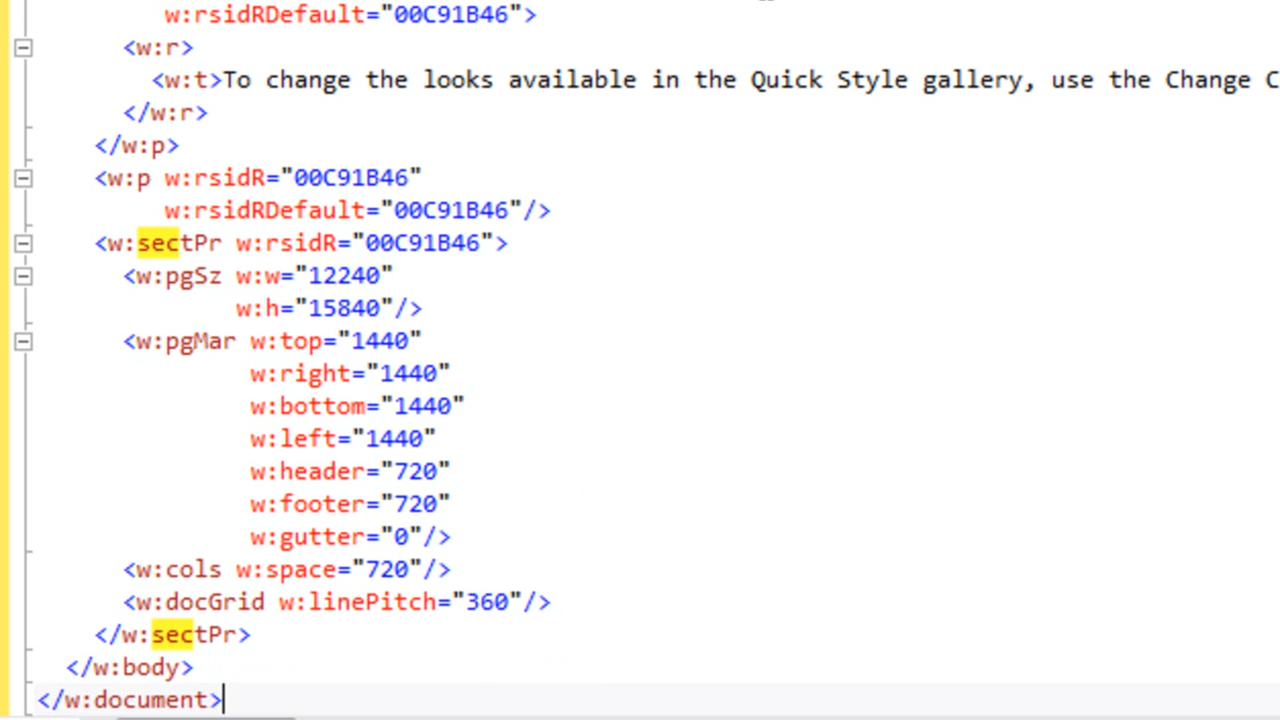 w:rsidRDefault="00C91B46">
<w:r>
<w:t>To change the looks available in the Quick Style gallery, use the Change C
</w:r>
</w:p>
<w:p w:rsidR="00C91B46"
w:rsidRDefault="00C91B46"/>
<w:sectPr w:rsidR="00C91B46">
<w:pgSz w:w="12240"
w:h="15840"/>
<w:pgMar w:top="1440"
w:right="1440"
w:bottom="1440"
w:left="1440"
w:header="720"
w:footer="720"
w:gutter="0"/>
<w:cols w:space="720"/>
<w:docGrid w:linePitch="360"/>
</w:sectPr>
</w:body>
</w:document>